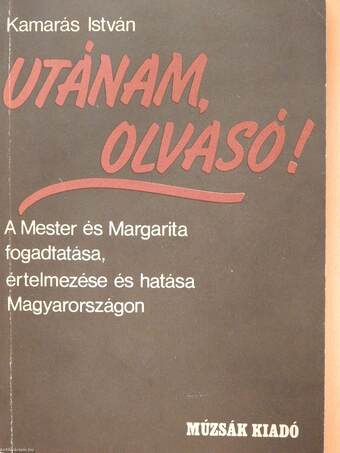 Kamarás István
UTÁNAM,
OLVASÓ!
A Mester és Margarita
fogadtatása,
értelmezése és hatása
Magyarországon
MÚZSÁK KIADÓ